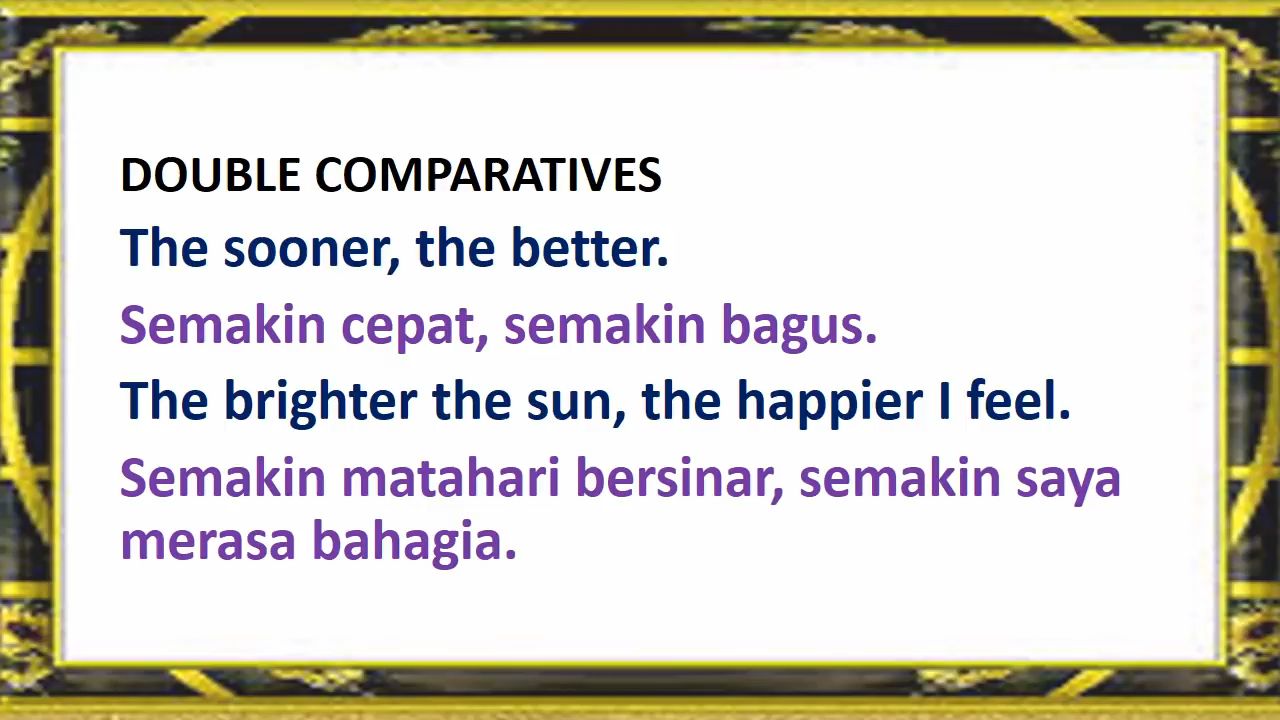 DOUBLE COMPARATIVES
The sooner, the better.
Semakin cepat, semakin bagus.
The brighter the sun, the happier I feel.
Semakin matahari bersinar, semakin saya
merasa bahagia.